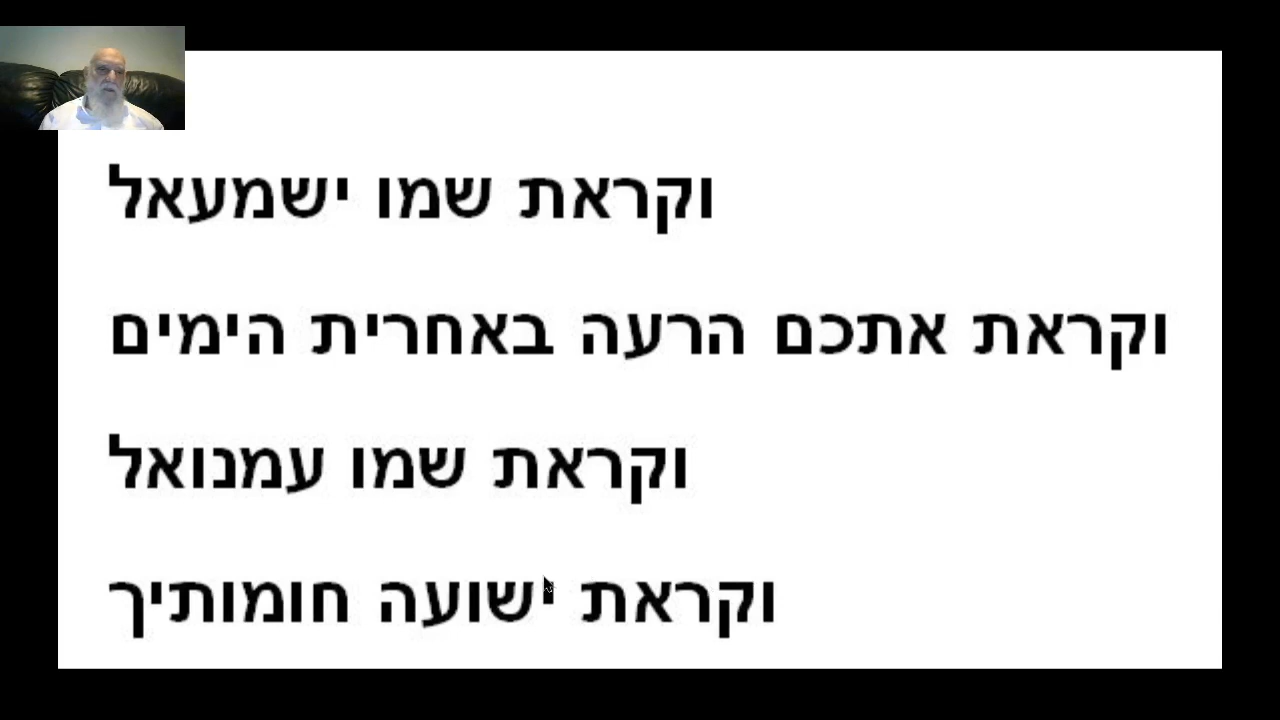 וקראת שמו ישמעאל
וקראת אתכם הרעה באחרית הימים
וקראת שמו עמנואל
וקראת ישועה חומותיך